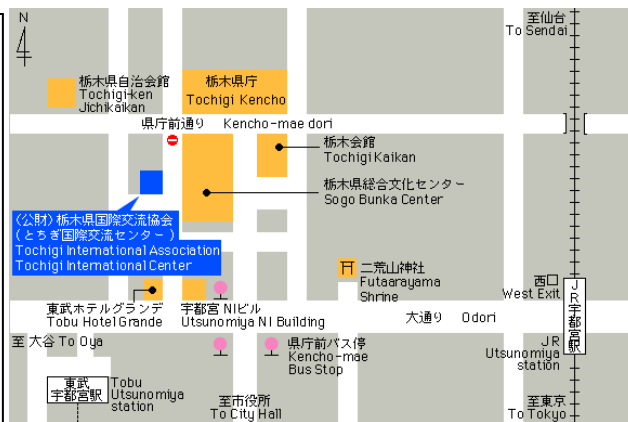 N
至仙台
To Sendai
栃木県自治会館
Tochigi-ken
Jichikaikan
栃木県庁
Tochigi Kencho
県庁前通り Kencho-mae dori
栃木会館
Tochigi Kaikan
栃木県総合文化センター
Sogo Bunka Center
(公財)栃木県国際交流協会
(とちぎ国際交流センター)
Tochigi International Association
Tochigi International Center
二荒山神社
Futaarayama
Shrine
西口
West Exit
JR宇都宮駅
東武ホテルグランデ
Tobu Hotel Grande
宇都宮 NIビル
Utsunomiya NI Building
大通り Odori
至 大谷 To Oya
県庁前バス停
Kencho-mae
Bus Stop
JR
Utsunomiya
station
東武
宇都宮駅
Tobu
Utsunomiya
station
至市役所
To City Hall
至東京
To Tokyo